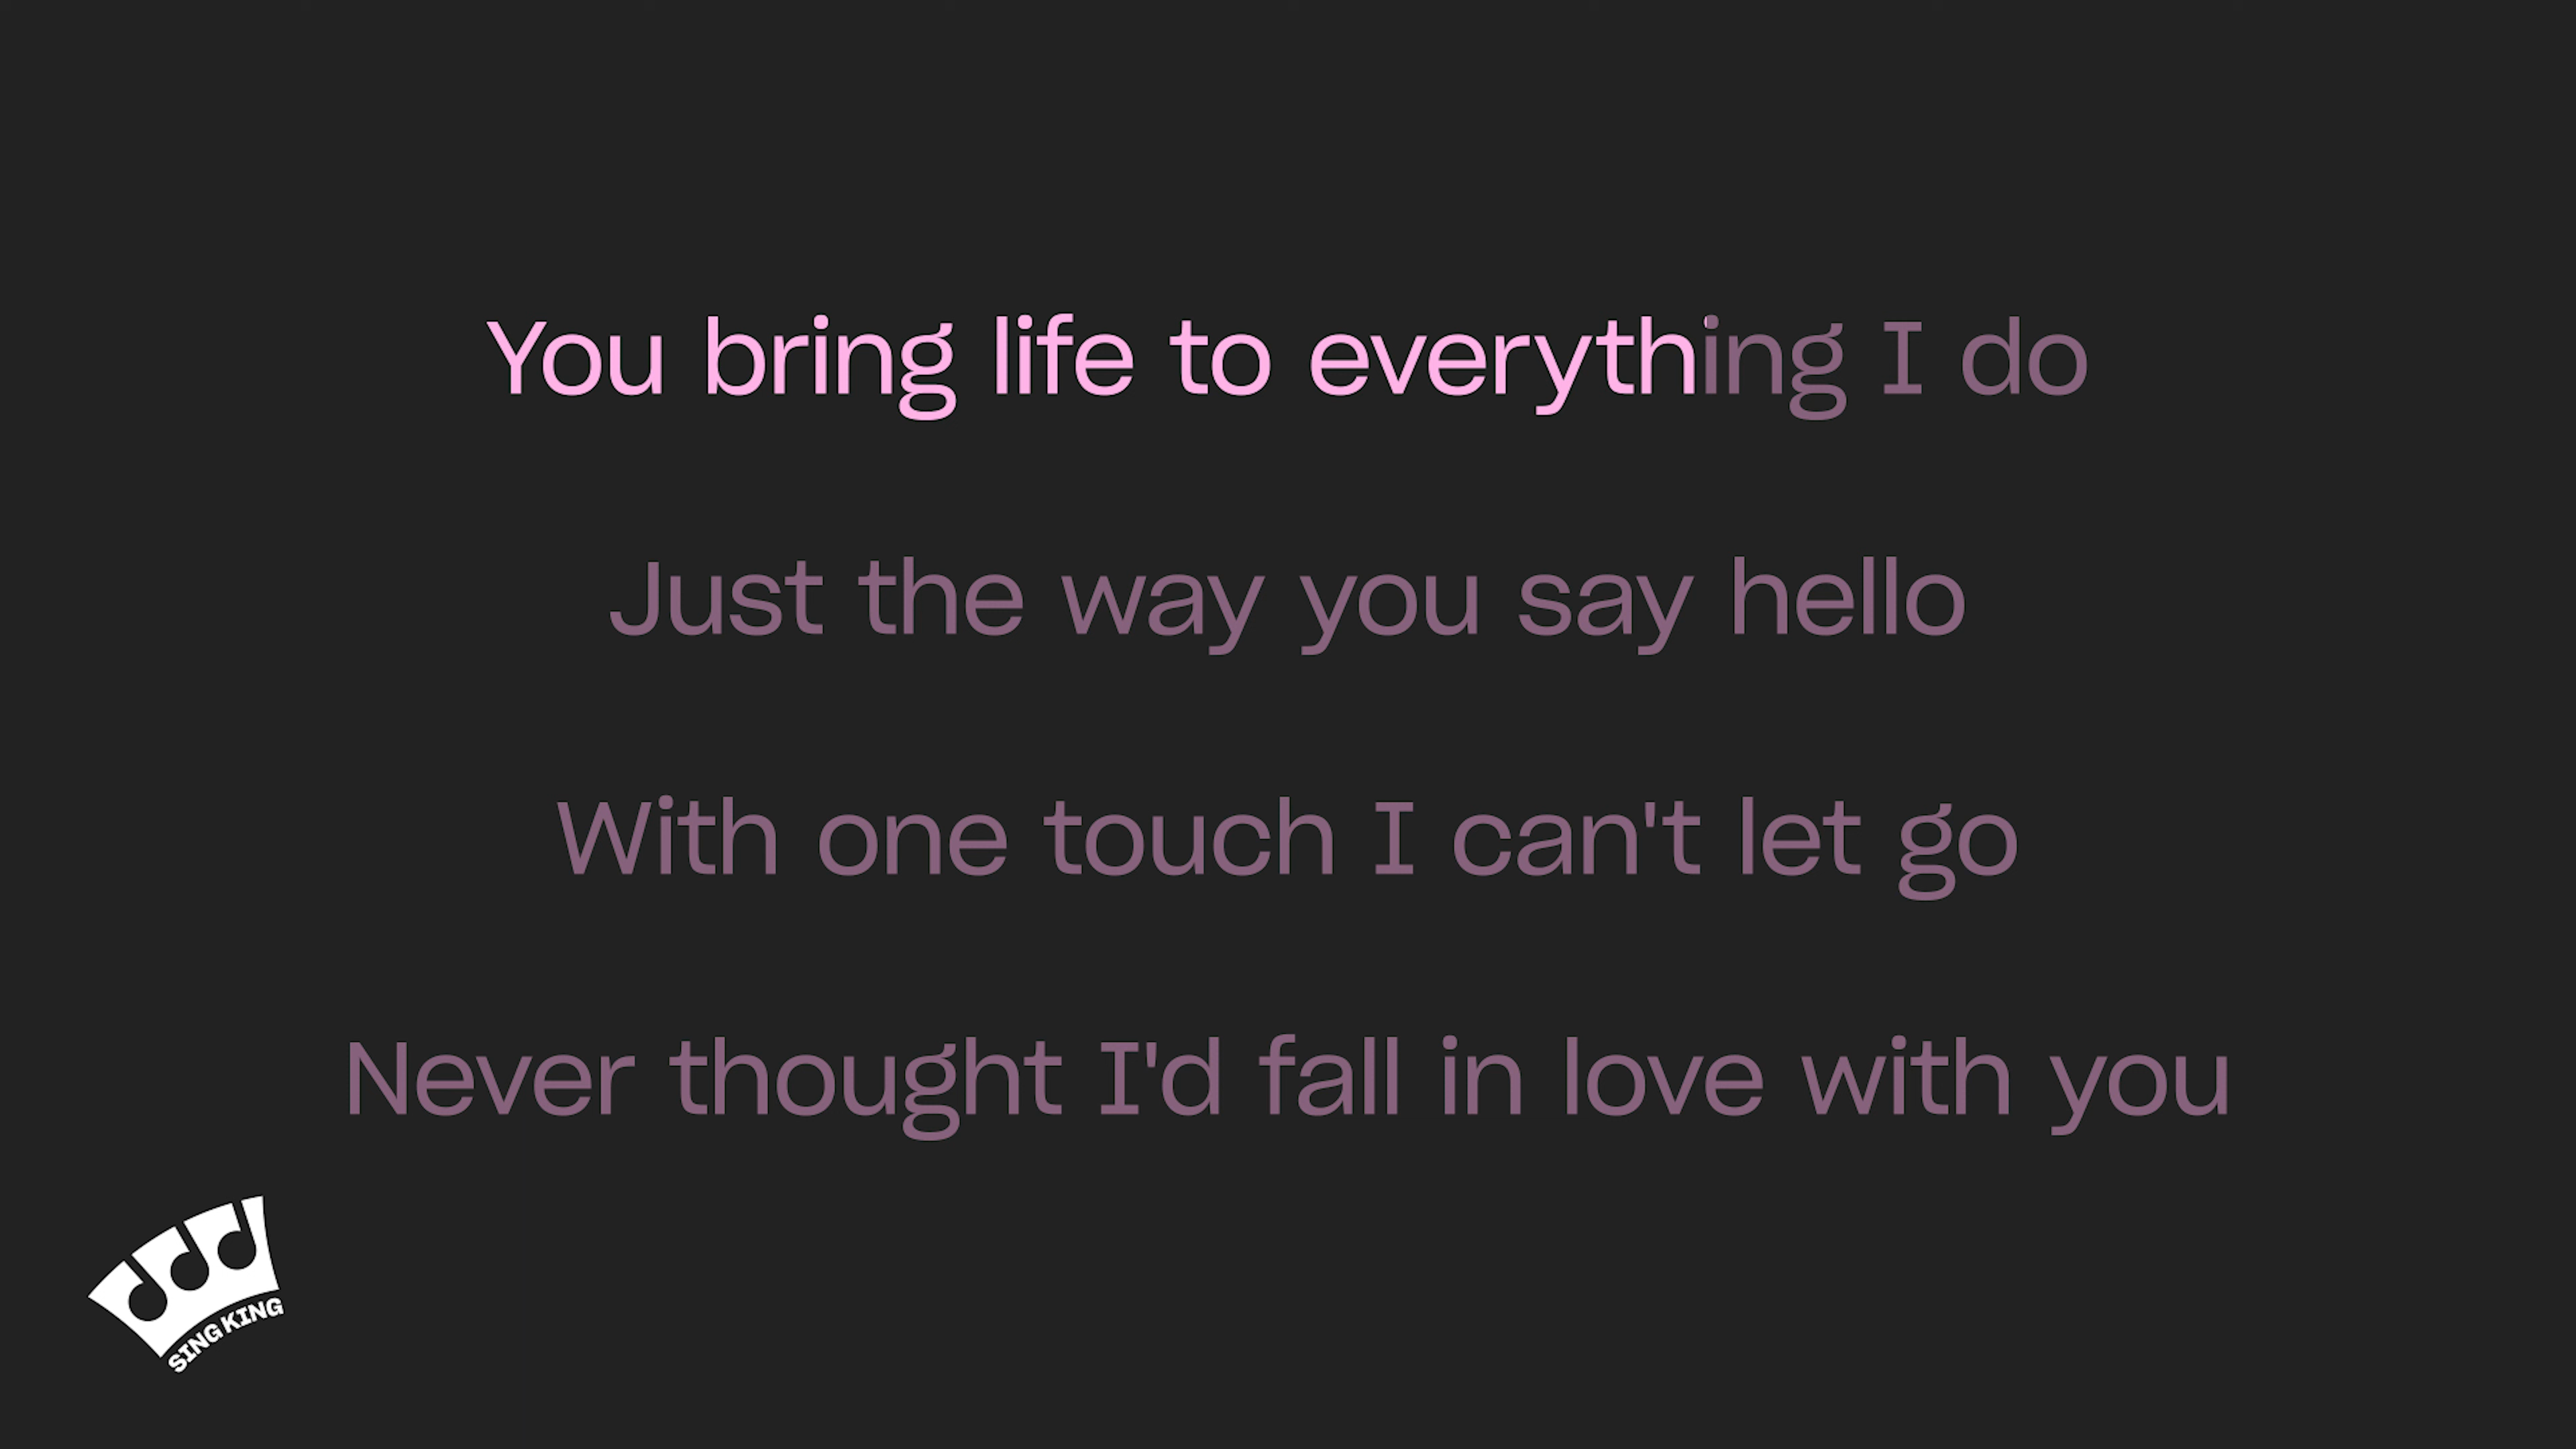 You bring life to everything I do
Just the way you say hello
With one touch I can't let go
Never thought I'd fall in love with you
SING KING